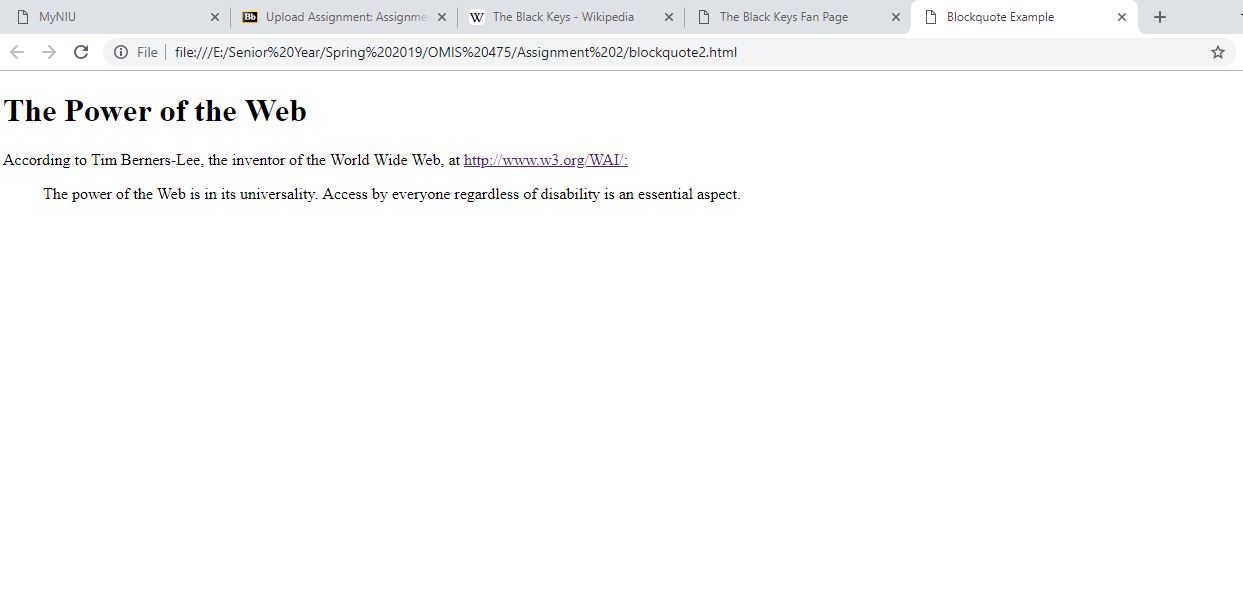 MyNIU
Upload Assignment: Assignme
The Black Keys - Wikipedia
The Black Keys Fan Page
Blockquote Example
File
file:///E:/Senior%20Year/Spring%202019/OMIS%20475/Assignment%202/blockquote2.html
The Power of the Web
According to Tim Berners-Lee, the inventor of the World Wide Web, at http://www.w3.org/WAI/:
The power of the Web is in its universality. Access by everyone regardless of disability is an essential aspect.